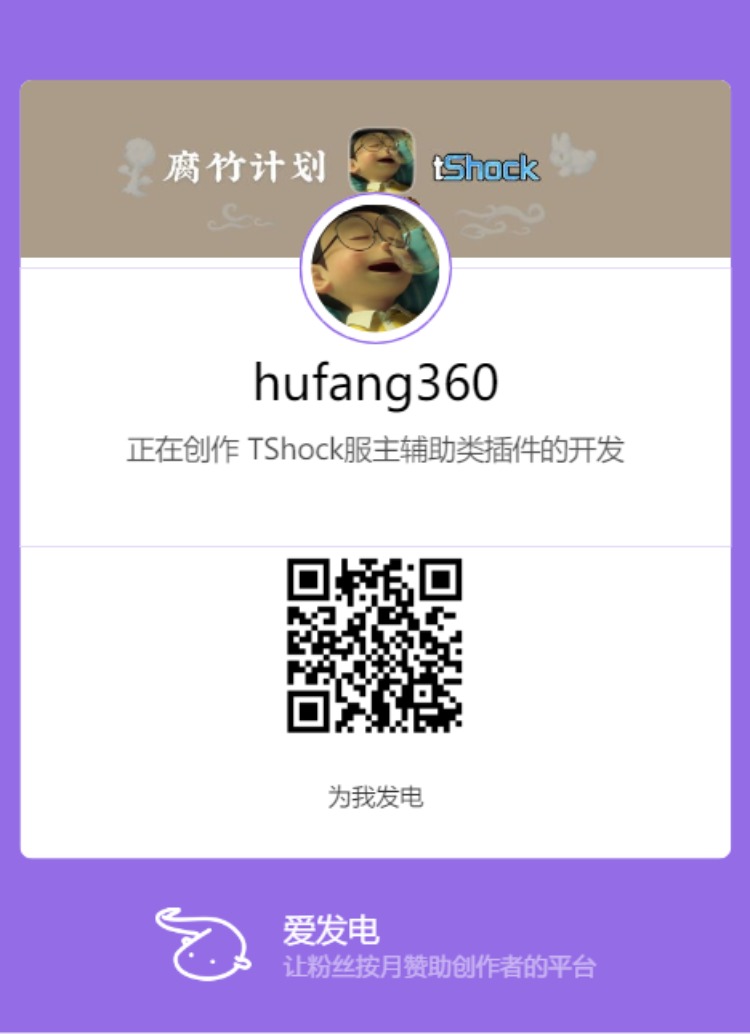 腐竹计划 tShock
hufang360
正在创作 TShock服主辅助类插件的开发
为我发电
爱发电
让粉丝按月赞助创作者的平台